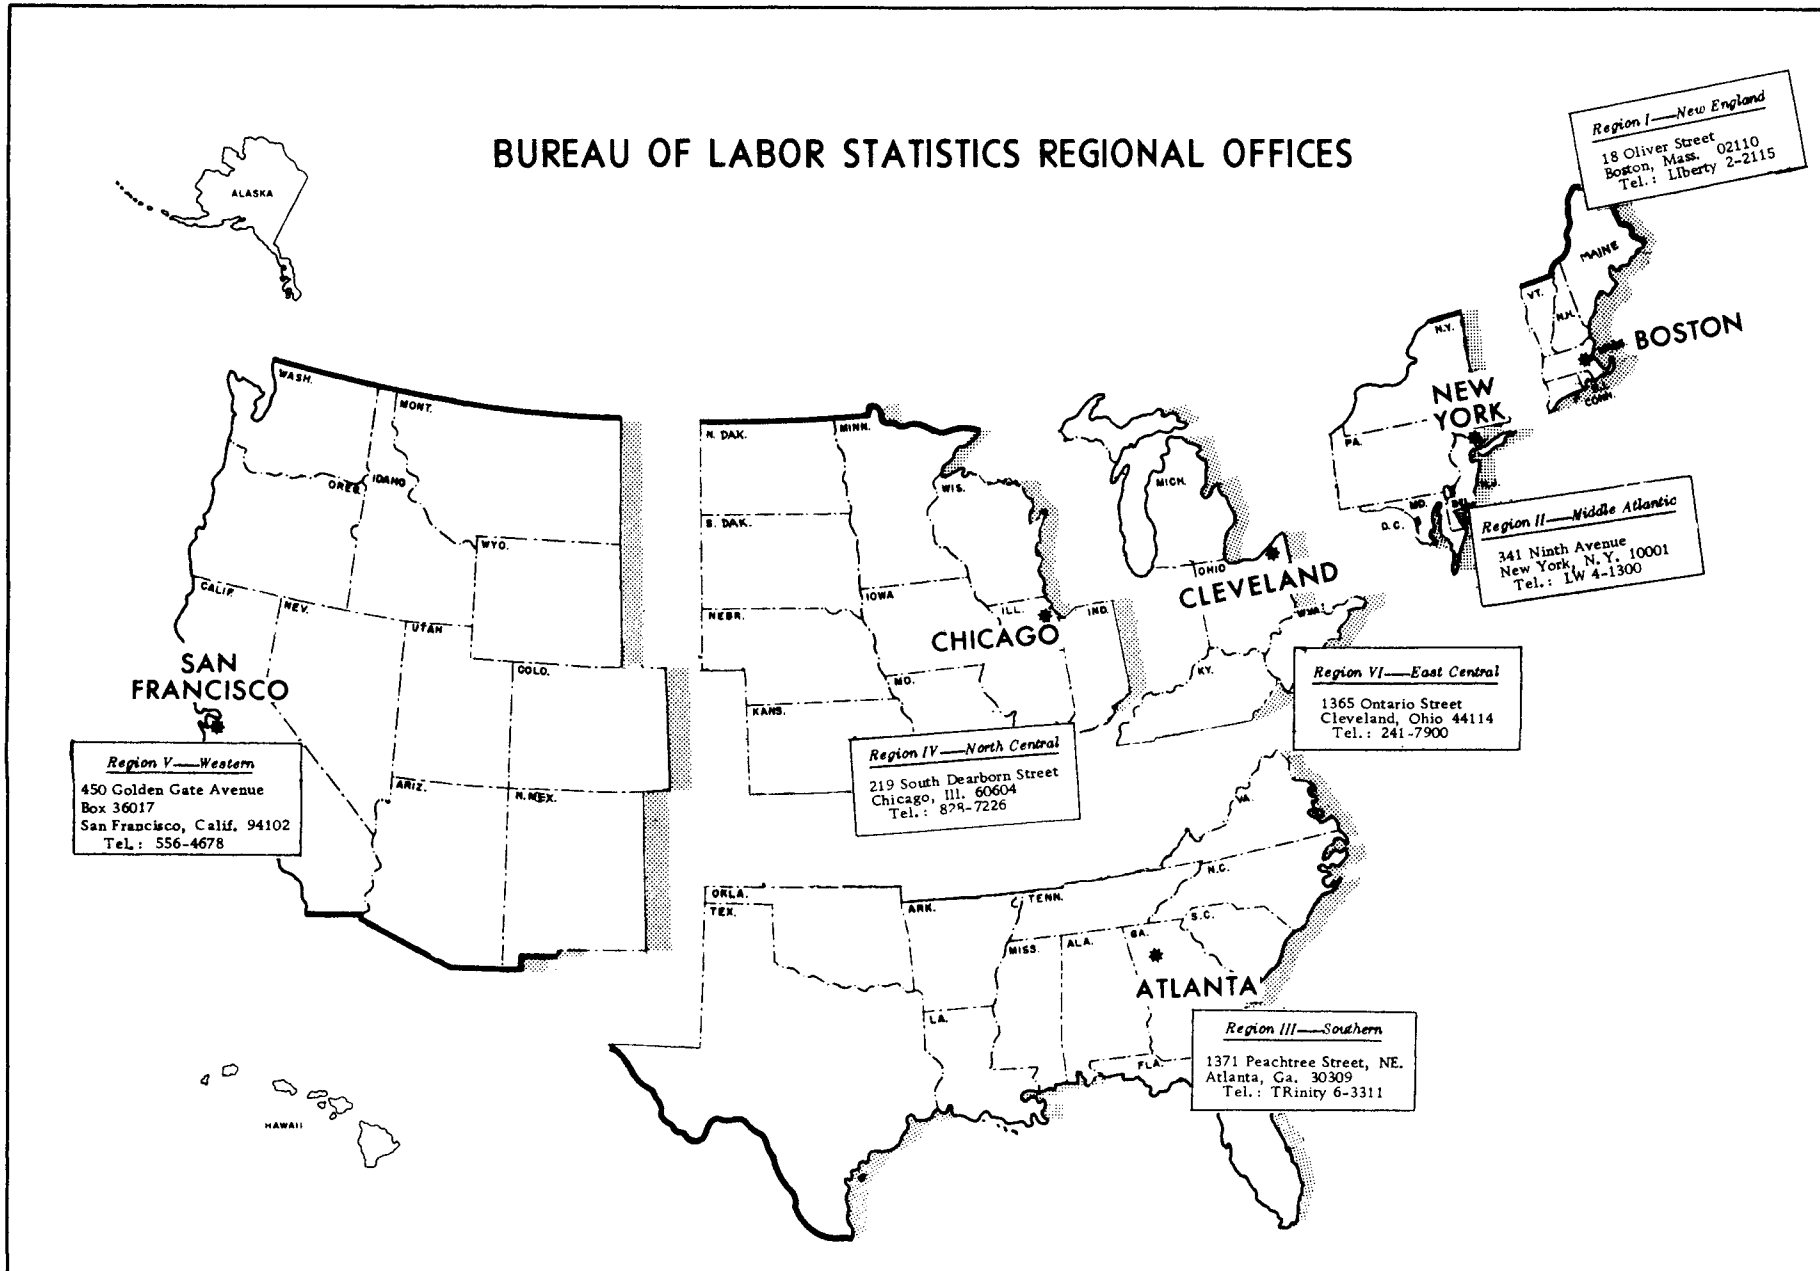 BUREAU OF LABOR STATISTICS REGIONAL OFFICES
Region I—New England
18 Oliver Street
Boston, Mass. 02110
Tel.: LIberty 2-2115
ALASKA
MAINE
VT.
N.H.
BOSTON
R.I.
CONN.
N.Y.
NEW
YORK
PA.
N.J.
MD.
DEL.
D.C.
Region II—Middle Atlantic
341 Ninth Avenue
New York, N. Y. 10001
Tel.: LW 4-1300
WASH.
MONT.
OREG.
IDAHO
WYO.
CALIF.
NEV.
UTAH
COLO.
ARIZ.
N. MEX.
SAN
FRANCISCO
Region V—Western
450 Golden Gate Avenue
Box 36017
San Francisco, Calif. 94102
Tel.: 556-4678
N. DAK.
MINN.
S. DAK.
WIS.
MICH.
IOWA
NEBR.
ILL.
IND.
OHIO
CLEVELAND
CHICAGO
MO.
KANS.
KY.
W.VA.
Region VI—East Central
1365 Ontario Street
Cleveland, Ohio 44114
Tel.: 241-7900
Region IV—North Central
219 South Dearborn Street
Chicago, Ill. 60604
Tel.: 828-7226
VA.
N.C.
OKLA.
TEX.
ARK.
TENN.
S.C.
MISS.
ALA.
GA.
ATLANTA
LA.
FLA.
Region III—Southern
1371 Peachtree Street, NE.
Atlanta, Ga. 30309
Tel.: TRinity 6-3311
HAWAII